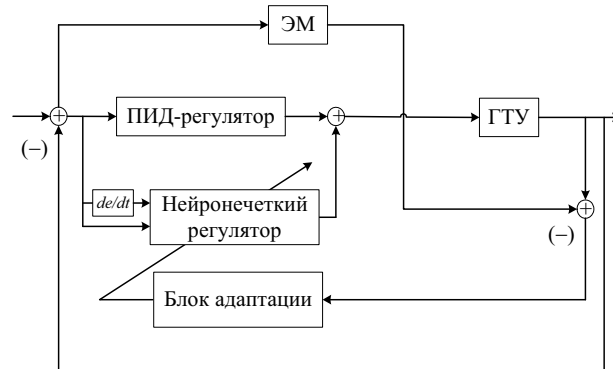 ЭМ
ПИД-регулятор
ГТУ
(–)
de/dt
Нейронечеткий
регулятор
(–)
Блок адаптации